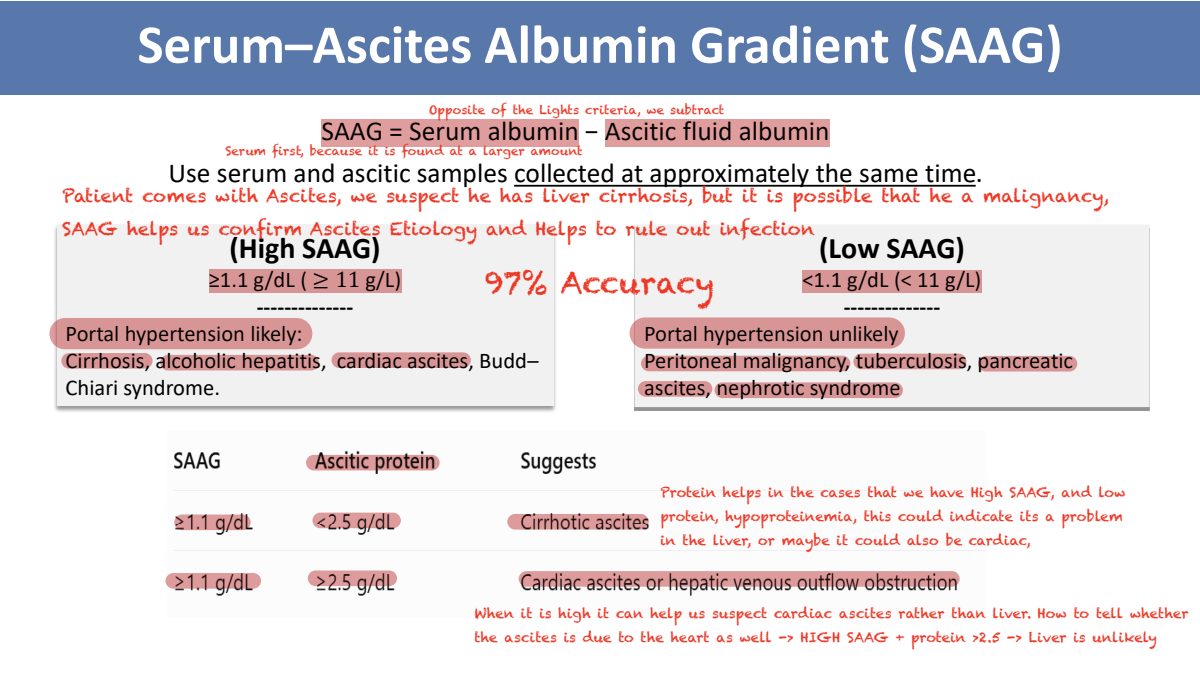 Serum–Ascites Albumin Gradient (SAAG)
Opposite of the Lights criteria, we subtract
SAAG = Serum albumin − Ascitic fluid albumin
Serum first, because it is found at a larger amount
Use serum and ascitic samples collected at approximately the same time.
Patient comes with Ascites, we suspect he has liver cirrhosis, but it is possible that he a malignancy,
SAAG helps us confirm Ascites Etiology and Helps to rule out infection
(High SAAG)
≥1.1 g/dL ( ≥ 11 g/L)
--------------
Portal hypertension likely:
Cirrhosis, alcoholic hepatitis, cardiac ascites, Budd–
Chiari syndrome.
97% Accuracy
(Low SAAG)
<1.1 g/dL (< 11 g/L)
--------------
Portal hypertension unlikely
Peritoneal malignancy, tuberculosis, pancreatic
ascites, nephrotic syndrome
SAAG Ascitic protein Suggests
≥1.1 g/dL <2.5 g/dL Cirrhotic ascites
Protein helps in the cases that we have High SAAG, and low
protein, hypoproteinemia, this could indicate its a problem
in the liver, or maybe it could also be cardiac,
≥1.1 g/dL ≥2.5 g/dL Cardiac ascites or hepatic venous outflow obstruction
When it is high it can help us suspect cardiac ascites rather than liver. How to tell whether
the ascites is due to the heart as well -> HIGH SAAG + protein >2.5 -> Liver is unlikely